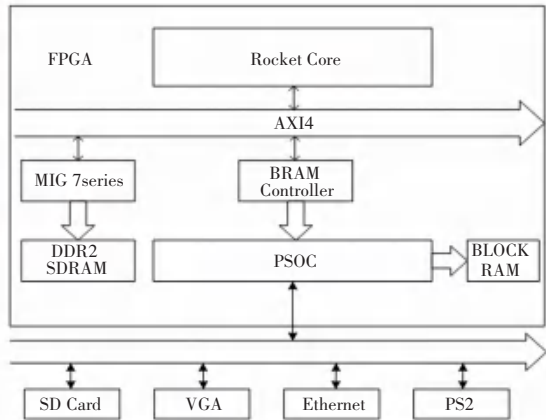 FPGA
Rocket Core
AXI4
MIG 7series
BRAM
Controller
DDR2
SDRAM
PSOC
BLOCK
RAM
SD Card
VGA
Ethernet
PS2